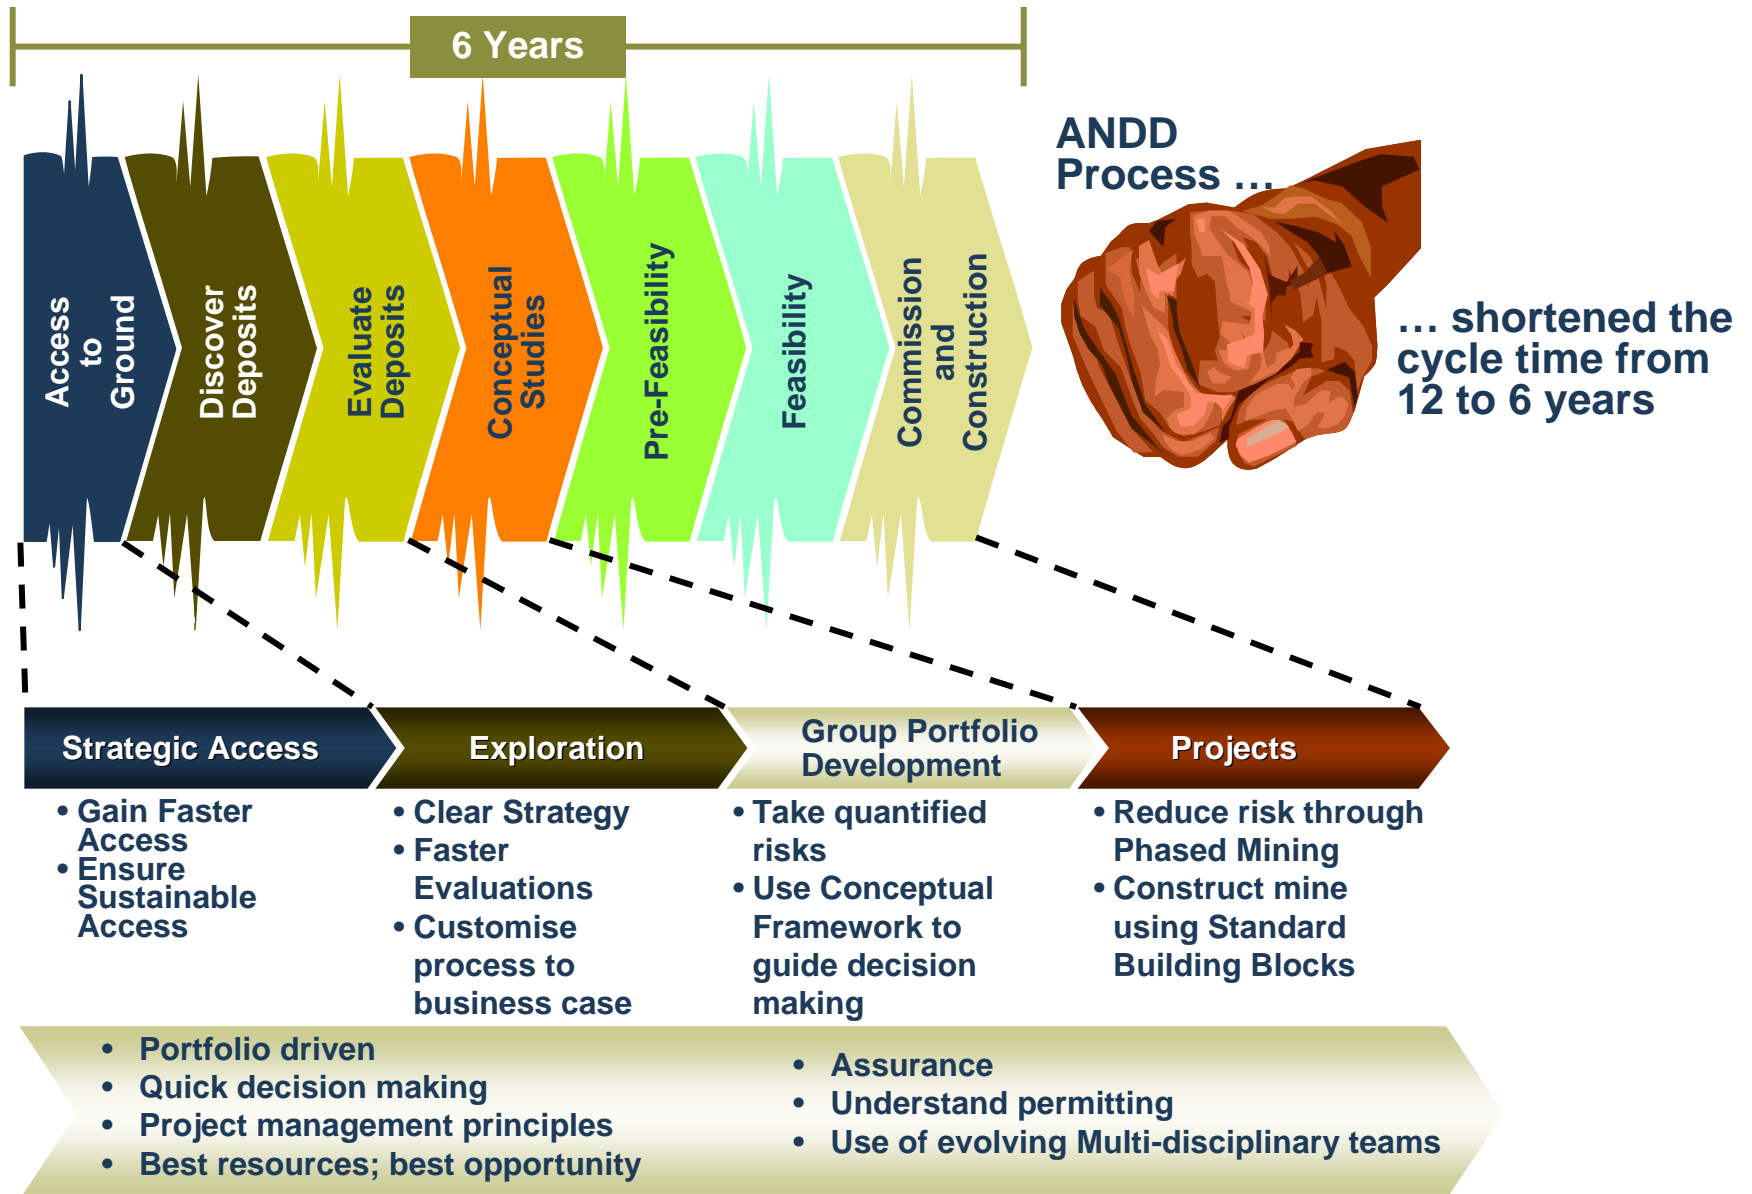 6 Years
ANDD
Process ...
Access
to
Ground
Discover
Deposits
Evaluate
Deposits
Conceptual
Studies
Pre-Feasibility
Feasibility
Commission
and
Construction
... shortened the
cycle time from
12 to 6 years
Strategic Access
Exploration
Group Portfolio
Development
Projects
• Gain Faster
Access
• Ensure
Sustainable
Access
• Clear Strategy
• Faster
Evaluations
• Customise
process to
business case
• Take quantified
risks
• Use Conceptual
Framework to
guide decision
making
• Reduce risk through
Phased Mining
• Construct mine
using Standard
Building Blocks
• Portfolio driven
• Quick decision making
• Project management principles
• Best resources; best opportunity
• Assurance
• Understand permitting
• Use of evolving Multi-disciplinary teams